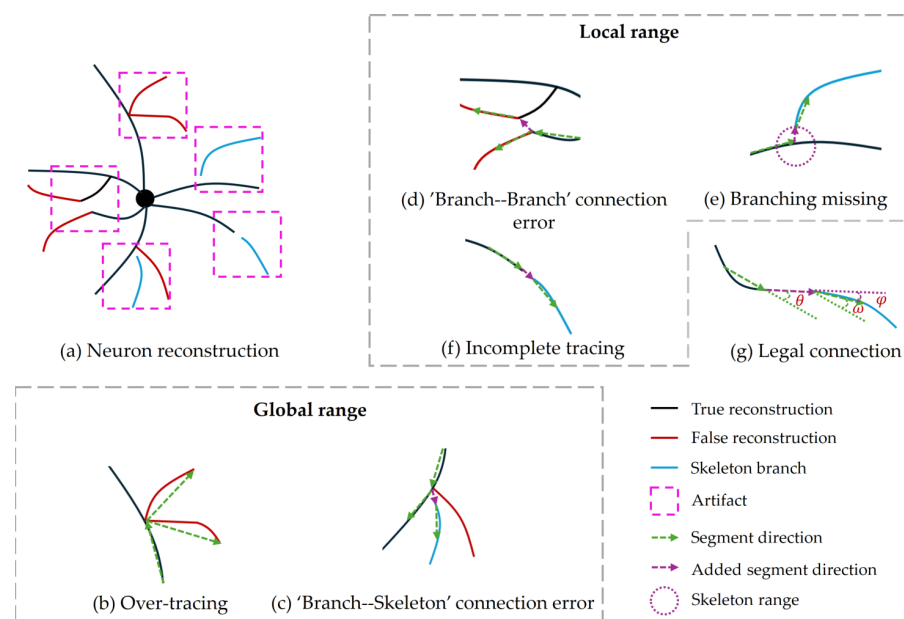 Local range
(d) 'Branch--Branch' connection
error
(e) Branching missing
(a) Neuron reconstruction
(f) Incomplete tracing
θ
ω
φ
(g) Legal connection
Global range
(b) Over-tracing
(c) 'Branch--Skeleton' connection error
True reconstruction
False reconstruction
Skeleton branch
Artifact
Segment direction
Added segment direction
Skeleton range